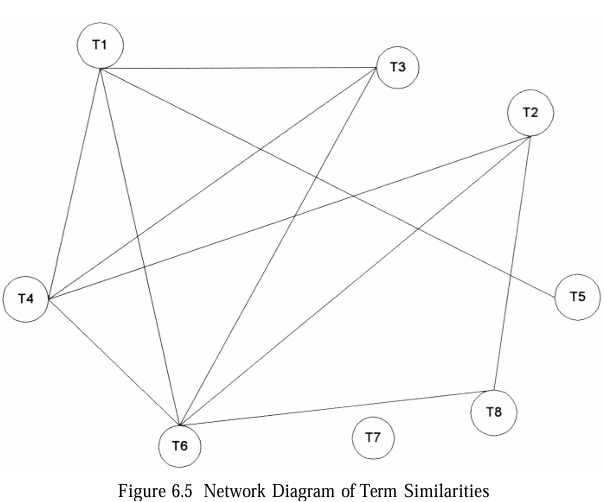 T1
T3
T2
T4
T5
T8
T6
T7
Figure 6.5 Network Diagram of Term Similarities